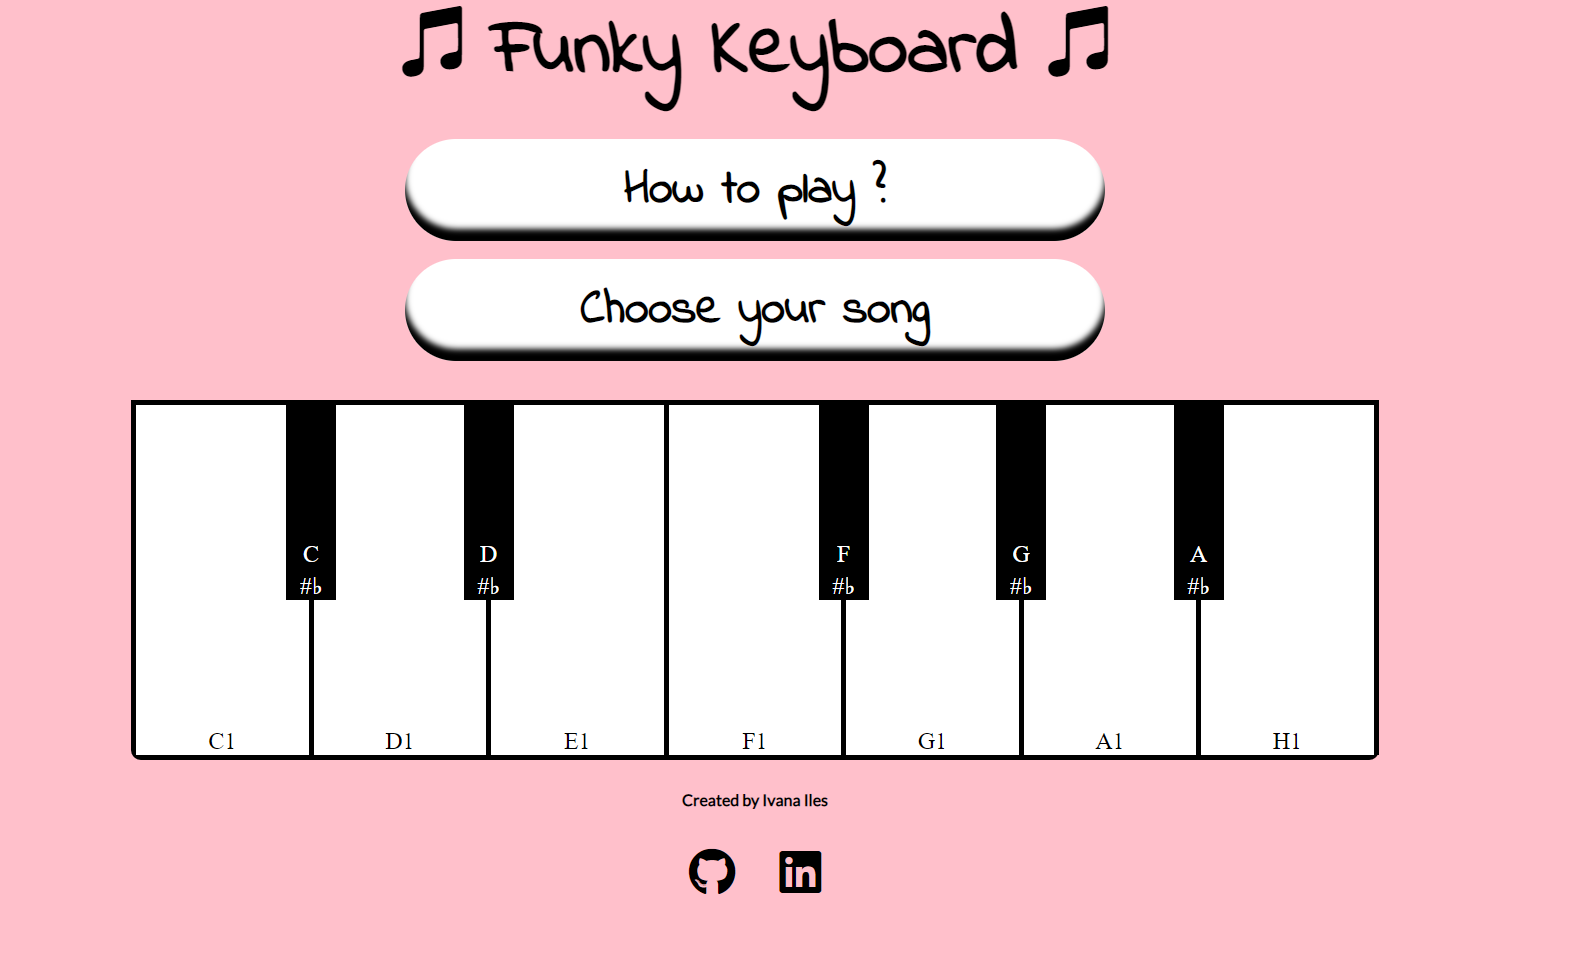 Funky Keyboard
How to play ?
Choose your song
C D F G A
#♭ #♭ #♭ #♭ #♭
C1 D1 E1 F1 G1 A1 H1
Created by Ivana Iles
in